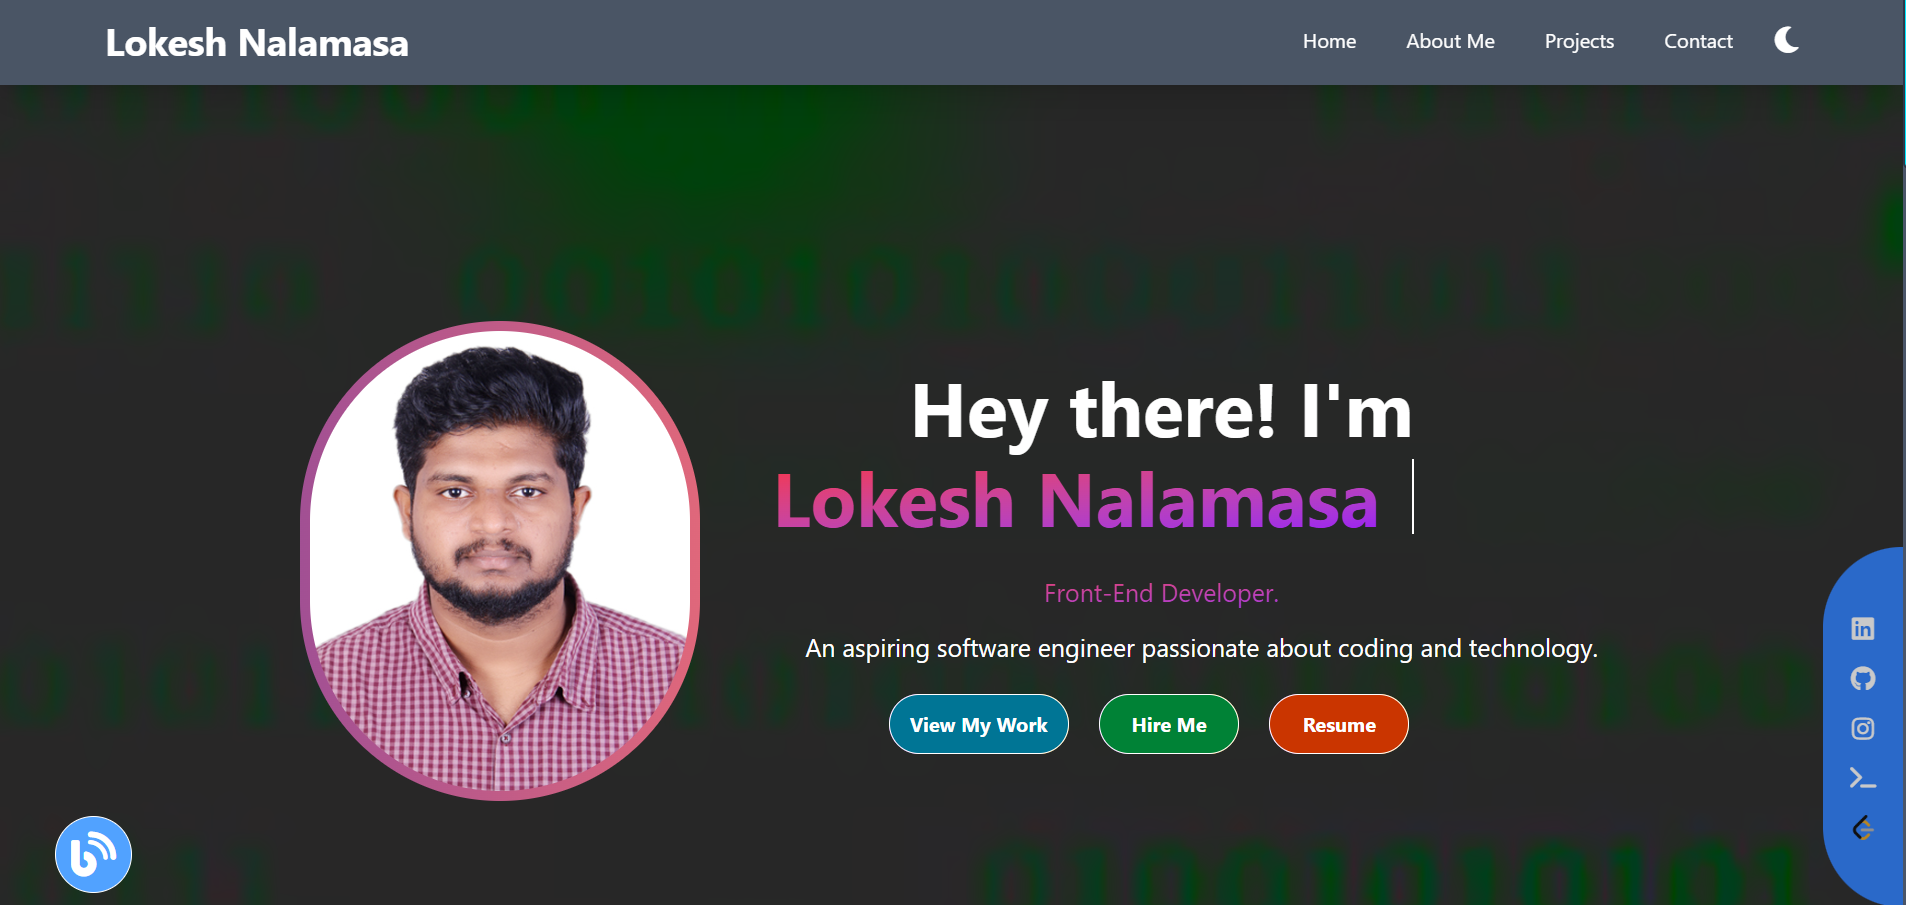 Lokesh Nalamasa
Home About Me Projects Contact
Hey there! I'm
Lokesh Nalamasa
Front-End Developer.
An aspiring software engineer passionate about coding and technology.
View My Work Hire Me Resume